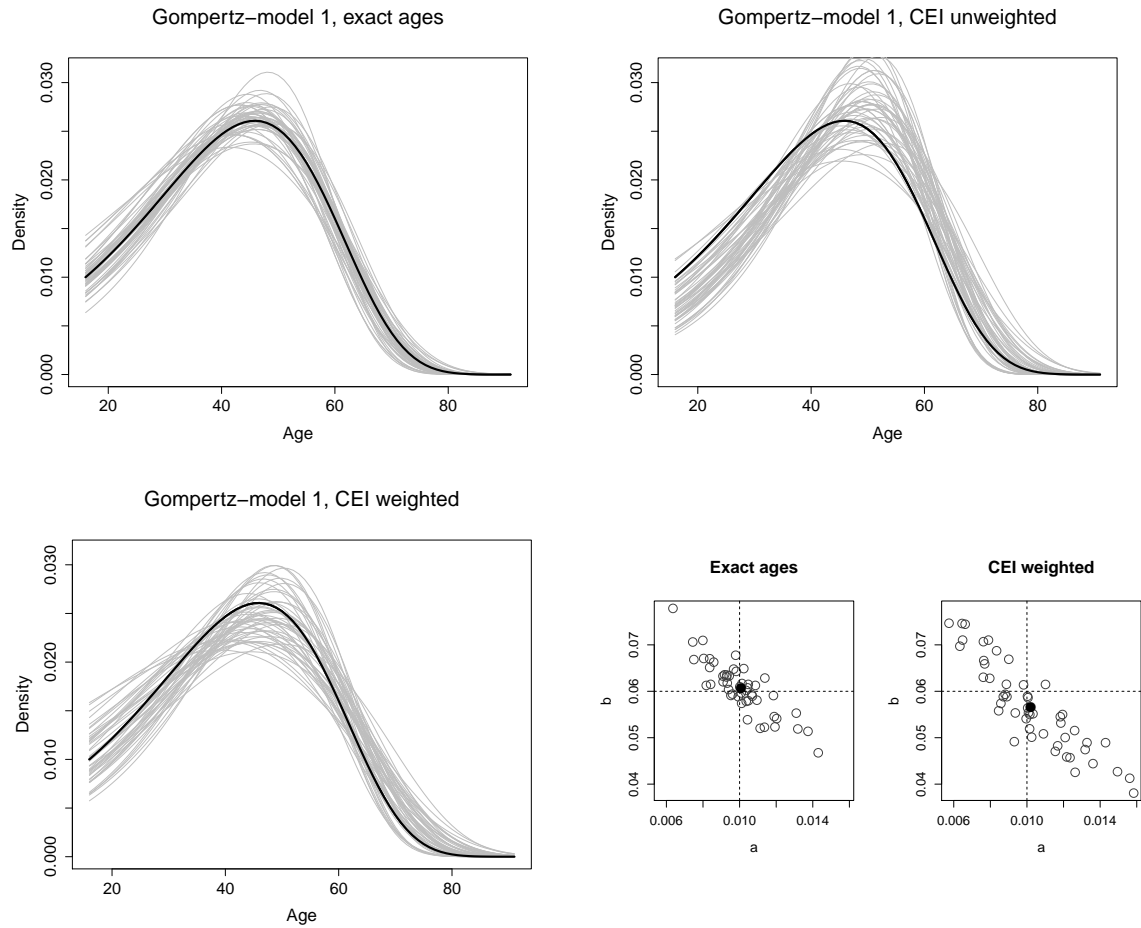 Gompertz−model 1, exact ages
Density
0.000
0.010
0.020
0.030
20
40
60
80
Age
Gompertz−model 1, CEI unweighted
Density
0.000
0.010
0.020
0.030
20
40
60
80
Age
Gompertz−model 1, CEI weighted
Density
0.000
0.010
0.020
0.030
20
40
60
80
Age
Exact ages
b
0.04
0.05
0.06
0.07
0.006
0.010
0.014
a
CEI weighted
b
0.04
0.05
0.06
0.07
0.006
0.010
0.014
a